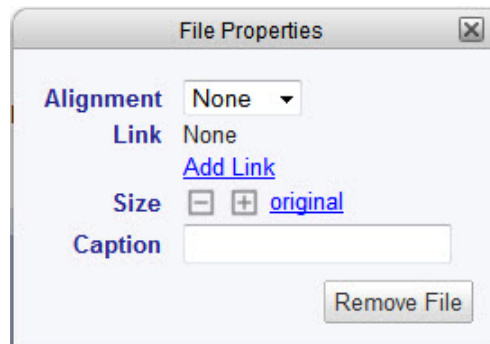 File Properties
Alignment None
Link None
Add Link
Size original
Caption
Remove File